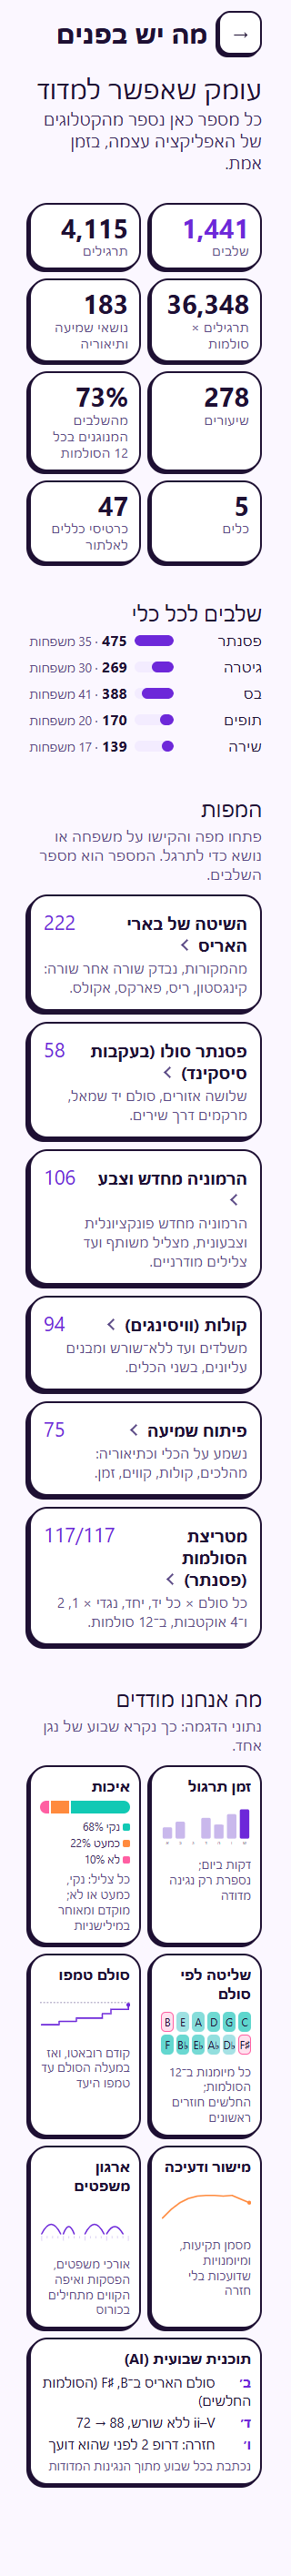 מה יש בפנים →
עומק שאפשר למדוד
כל מספר כאן נספר מהקטלוגים
של האפליקציה עצמה, בזמן
אמת.
1,441
שלבים
4,115
תרגילים
36,348
תרגילים ×
סולמות
183
נושאי שמיעה
ותיאוריה
278
שיעורים
73%
מהשלבים
המנוגנים בכל
12 הסולמות
5
כלים
47
כרטיסי כללים
לאלתור
שלבים לכל כלי
פסנתר 475 · 35 משפחות
גיטרה 269 · 30 משפחות
בס 388 · 41 משפחות
תופים 170 · 20 משפחות
שירה 139 · 17 משפחות
המפות
פתחו מפה והקישו על משפחה או
נושא כדי לתרגל. המספר הוא מספר
השלבים.
השיטה של בארי 222
האריס
מהמקורות, נבדק שורה אחר שורה:
קינגסטון, ריס, פארקס, אקולס.
פסנתר סולו (בעקבות 58
סיסקינד)
שלושה אזורים, סולם יד שמאל,
מרקמים דרך שירים.
הרמוניה מחדש וצבע 106
הרמוניה מחדש פונקציונלית
וצבעונית, מצליל משותף ועד
צלילים מודרניים.
קולות (וויסינגים) 94
משלדים ועד ללא־שורש ומבנים
עליונים, בשני הכלים.
פיתוח שמיעה 75
נשמע על הכלי וכתיאוריה:
מהלכים, קולות, קווים, זמן.
מטריצת 117/117
הסולמות
(פסנתר)
כל סולם × כל יד, יחד, נגדי × 1, 2
ו־4 אוקטבות, ב־12 סולמות.
מה אנחנו מודדים
נתוני הדגמה: כך נקרא שבוע של נגן
אחד.
זמן תרגול
דקות ביום;
נספרת רק נגינה
מדודה
איכות
נקי 68%
כמעט 22%
לא 10%
כל צליל: נקי,
כמעט או לא;
מוקדם ומאוחר
במילישניות
שליטה לפי
סולם
C G D A E B
F♯ D♭ A♭ E♭ B♭ F
כל מיומנות ב־12
הסולמות;
החלשים חוזרים
ראשונים
סולם טמפו
קודם רובאטו, ואז
במעלה הסולם עד
טמפו היעד
מישור ודעיכה
מסמן תקיעות,
ומיומנויות
שדועכות בלי
חזרה
ארגון
משפטים
אורכי משפטים,
הפסקות ואיפה
הקווים מתחילים
בכורוס
תוכנית שבועית (AI)
ב׳ סולם האריס ב־B, F♯ (הסולמות
החלשים)
ד׳ ii–V ללא שורש, 88 → 72
ו׳ חזרה: דרופ 2 לפני שהוא דועך
נכתבת בכל שבוע מתוך הנגינות המדודות